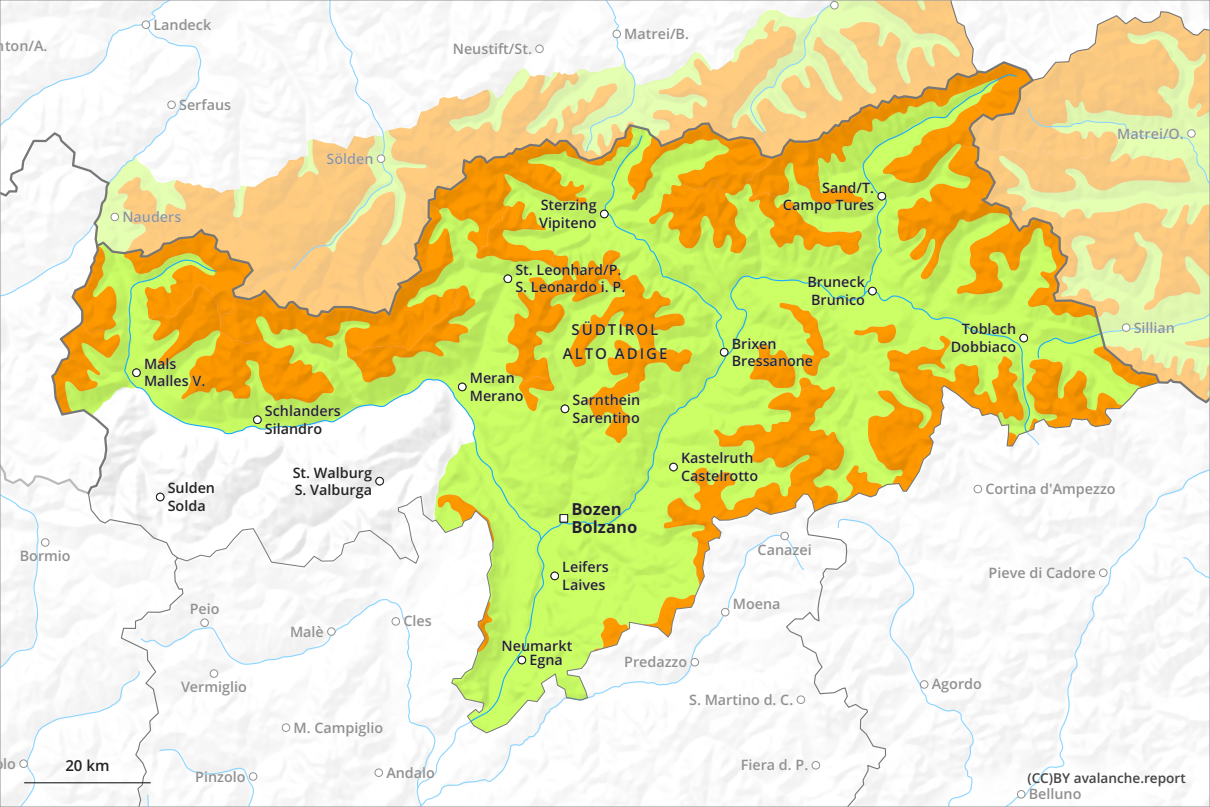 Landeck
nton/A.
Neustift/St.
Matrei/B.
Serfaus
Matrei/O.
Sölden
Nauders
Sterzing
Vipiteno
Sand/T.
Campo Tures
St. Leonhard/P.
S. Leonardo i. P.
Bruneck
Brunico
SÜDTIROL
ALTO ADIGE
Toblach
Dobbiaco
Sillian
Brixen
Bressanone
Mals
Malles V.
Meran
Merano
Sarnthein
Sarentino
Schlanders
Silandro
St. Walburg
S. Valburga
Kastelruth
Castelrotto
Sulden
Solda
Cortina d'Ampezzo
Bozen
Bolzano
Bormio
Canazei
Leifers
Laives
Pieve di Cadore
Peio
Moena
Malè
Cles
Neumarkt
Egna
Predazzo
Vermiglio
Agordo
S. Martino d. C.
M. Campiglio
olo
20 km
Pinzolo
Andalo
Fiera d. P.
(CC)BY avalanche.report
Belluno